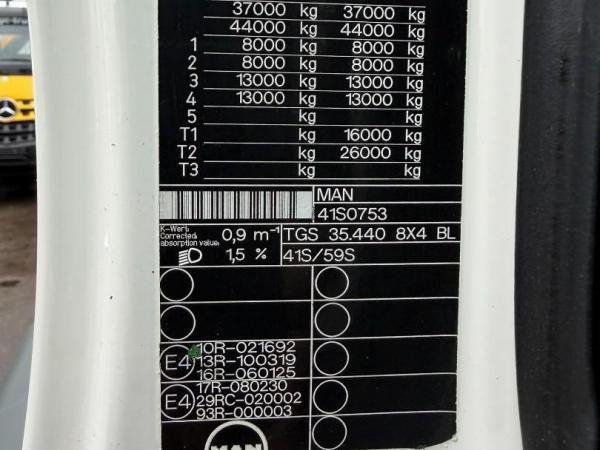 37000 kg 37000 kg
44000 kg 44000 kg
1 8000 kg 8000 kg
2 8000 kg 8000 kg
3 13000 kg 13000 kg
4 13000 kg 13000 kg
5 kg kg
T1 kg 16000 kg
T2 kg 26000 kg
T3 kg kg
MAN
41S0753
K-Wert:
Corrected
absorption value:
0,9 m⁻¹
TGS 35.440 8X4 BL
1,5 %
41S/59S
E4
10R-021692
13R-100319
16R-060125
E4
17R-080230
29RC-020002
93R-000003
MAN